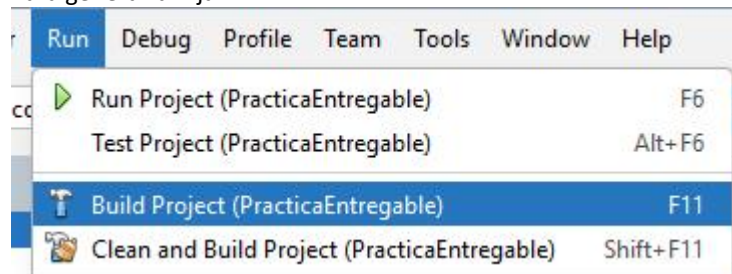 Run Debug Profile Team Tools Window Help
Run Project (PracticaEntregable) F6
Test Project (PracticaEntregable) Alt+F6
Build Project (PracticaEntregable) F11
Clean and Build Project (PracticaEntregable) Shift+F11